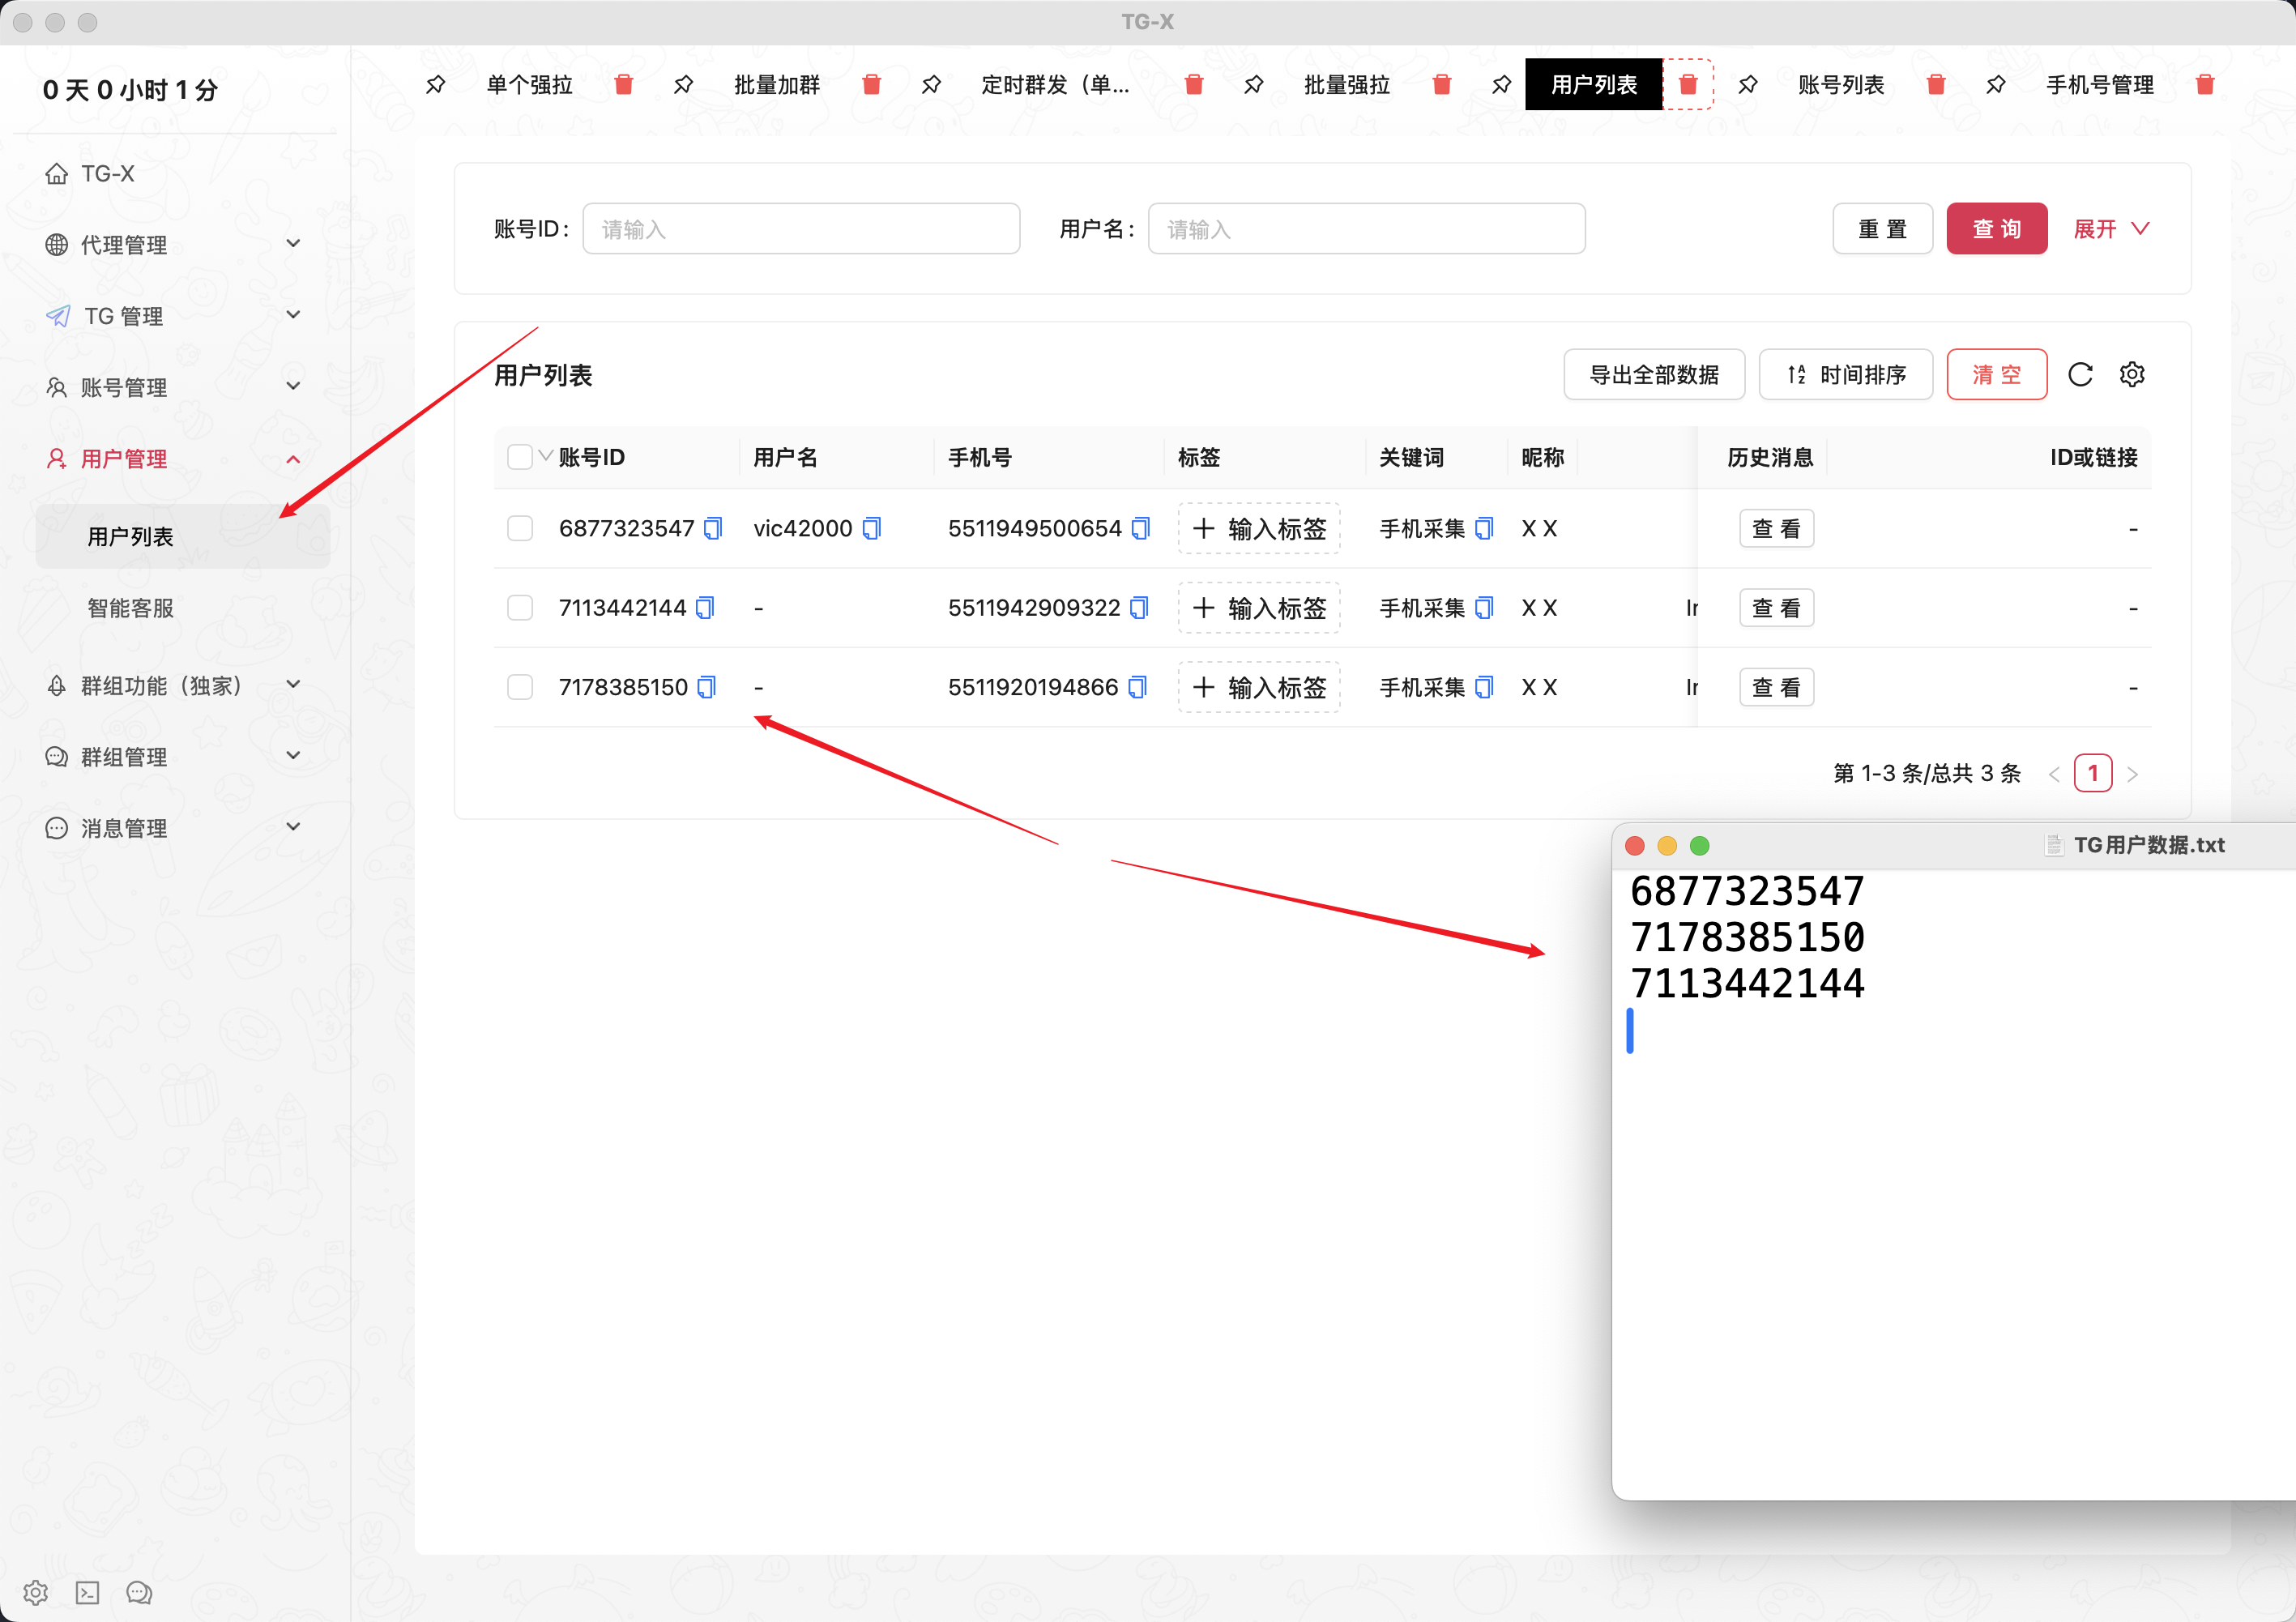 TG-X
0 天 0 小时 1 分
TG-X
代理管理
TG 管理
账号管理
用户管理
用户列表
智能客服
群组功能（独家）
群组管理
消息管理
单个强拉
批量加群
定时群发（单...
批量强拉
用户列表
账号列表
手机号管理
账号ID： 请输入 用户名： 请输入 重 置 查 询 展开
用户列表 导出全部数据 时间排序 清 空
账号ID 用户名 手机号 标签 关键词 昵称 历史消息 ID或链接
6877323547 vic42000 5511949500654 输入标签 手机采集 X X 查 看 -
7113442144 - 5511942909322 输入标签 手机采集 X X 查 看 -
7178385150 - 5511920194866 输入标签 手机采集 X X 查 看 -
第 1-3 条/总共 3 条 < 1 >
TG用户数据.txt
6877323547
7178385150
7113442144